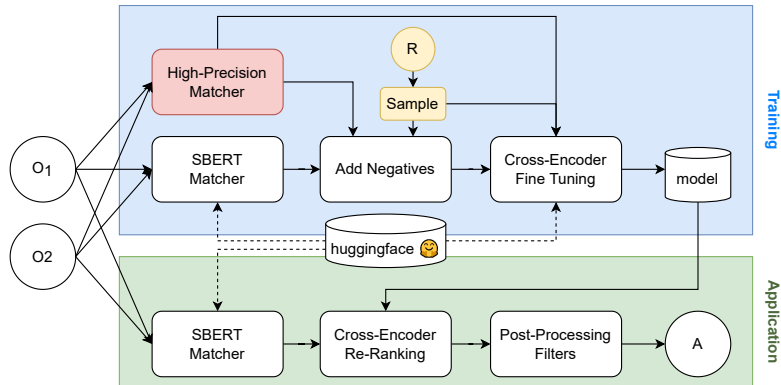 R
High-Precision
Matcher
Sample
Training
O1
SBERT
Matcher
Add Negatives
Cross-Encoder
Fine Tuning
model
O2
huggingface 🤗
Application
SBERT
Matcher
Cross-Encoder
Re-Ranking
Post-Processing
Filters
A